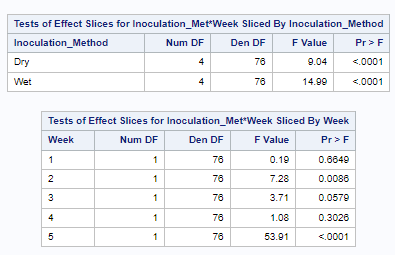 Tests of Effect Slices for Inoculation_Met*Week Sliced By Inoculation_Method
Inoculation_Method Num DF Den DF F Value Pr > F
Dry 4 76 9.04 <.0001
Wet 4 76 14.99 <.0001
Tests of Effect Slices for Inoculation_Met*Week Sliced By Week
Week Num DF Den DF F Value Pr > F
1 1 76 0.19 0.6649
2 1 76 7.28 0.0086
3 1 76 3.71 0.0579
4 1 76 1.08 0.3026
5 1 76 53.91 <.0001